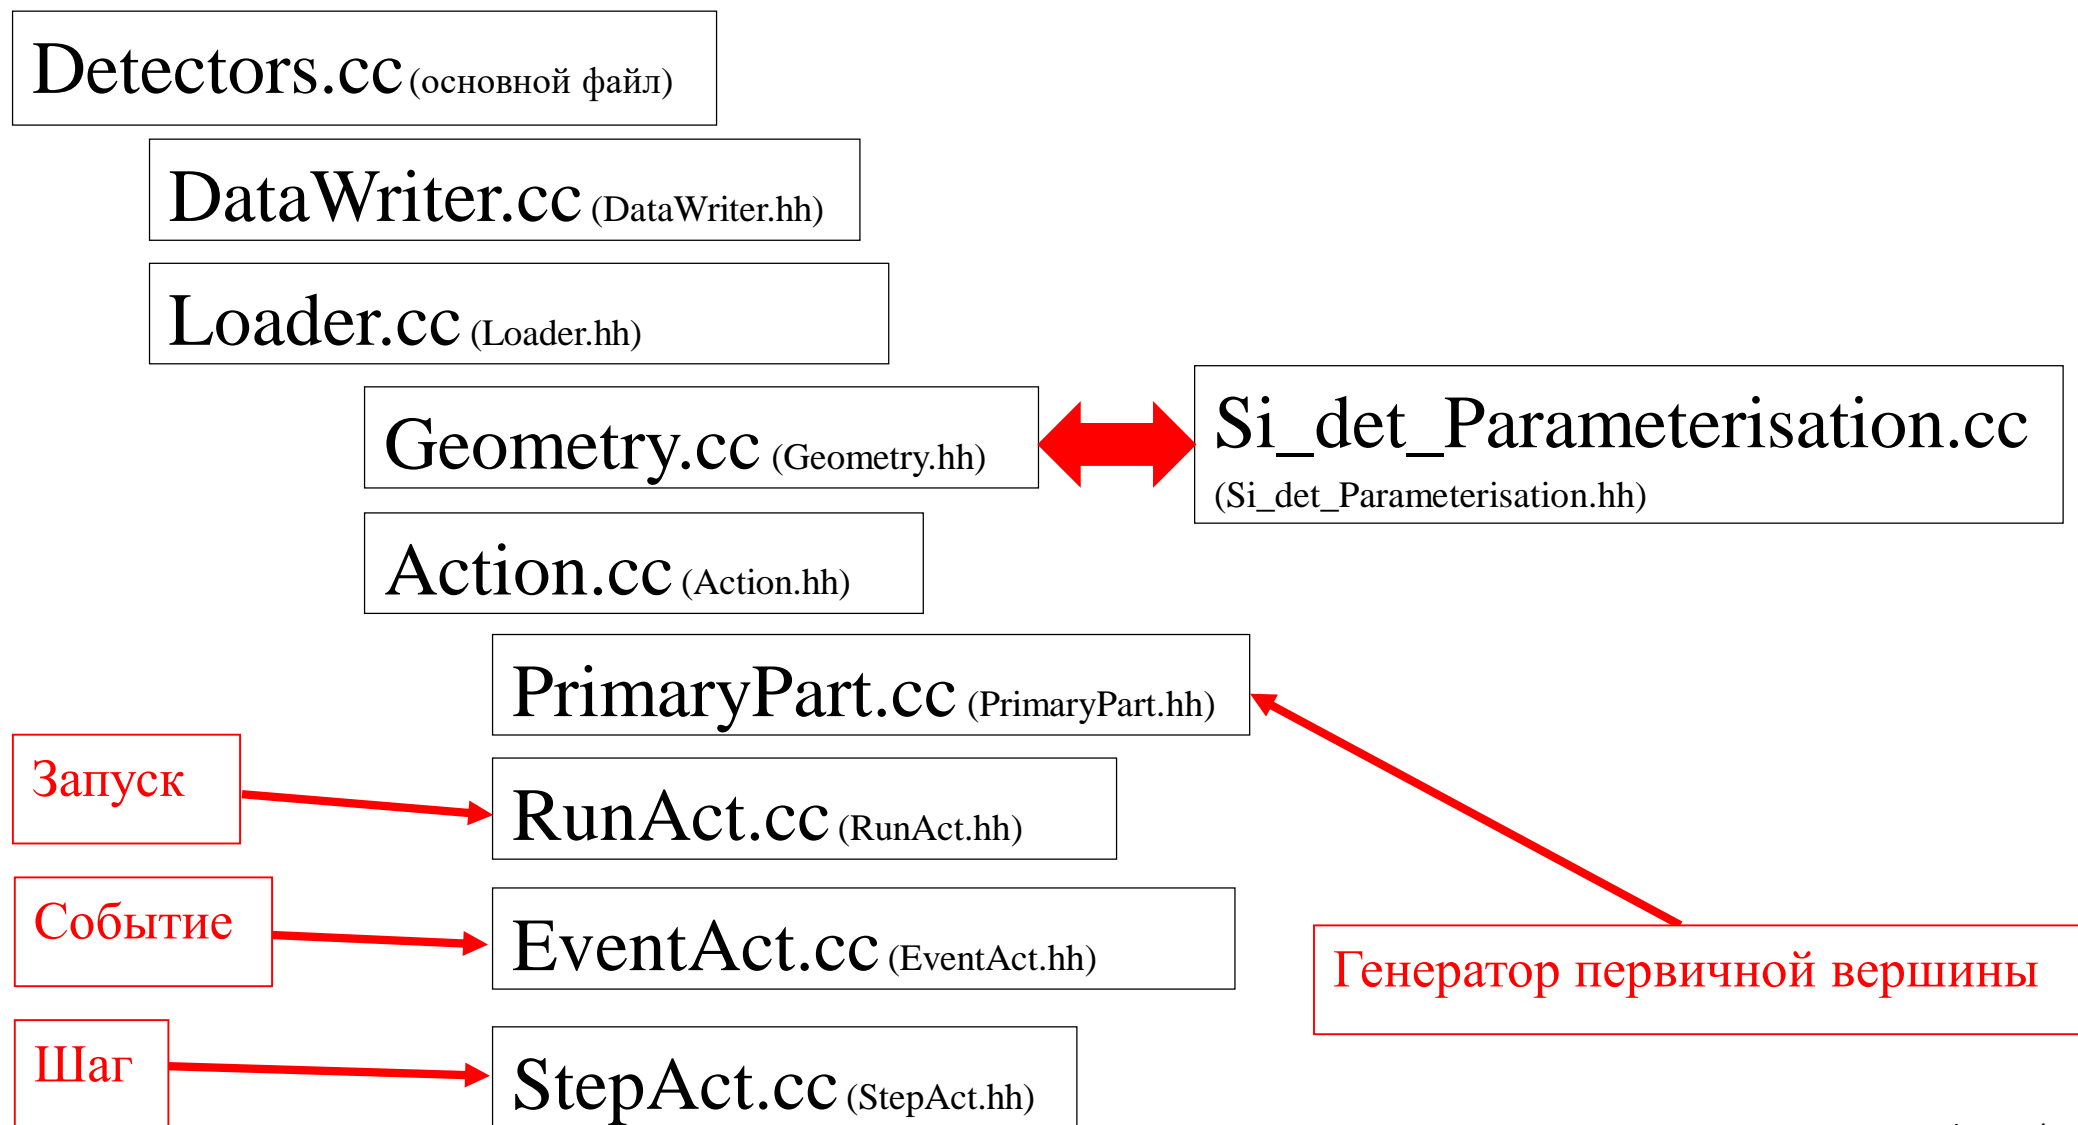 Detectors.cc (основной файл)
DataWriter.cc (DataWriter.hh)
Loader.cc (Loader.hh)
Geometry.cc (Geometry.hh)
Si_det_Parameterisation.cc
(Si_det_Parameterisation.hh)
Action.cc (Action.hh)
PrimaryPart.cc (PrimaryPart.hh)
Запуск
RunAct.cc (RunAct.hh)
Событие
EventAct.cc (EventAct.hh)
Генератор первичной вершины
Шаг
StepAct.cc (StepAct.hh)